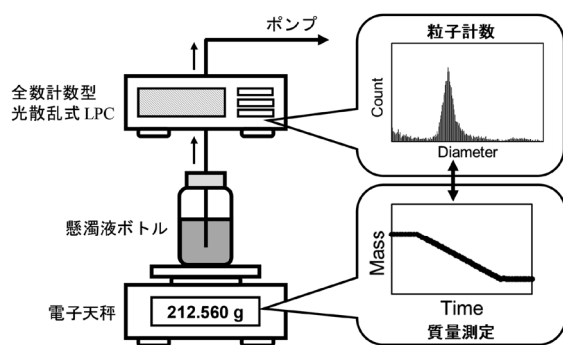 ポンプ
粒子計数
Count
Diameter
全数計数型
光散乱式 LPC
懸濁液ボトル
電子天秤
212.560 g
Mass
Time
質量測定